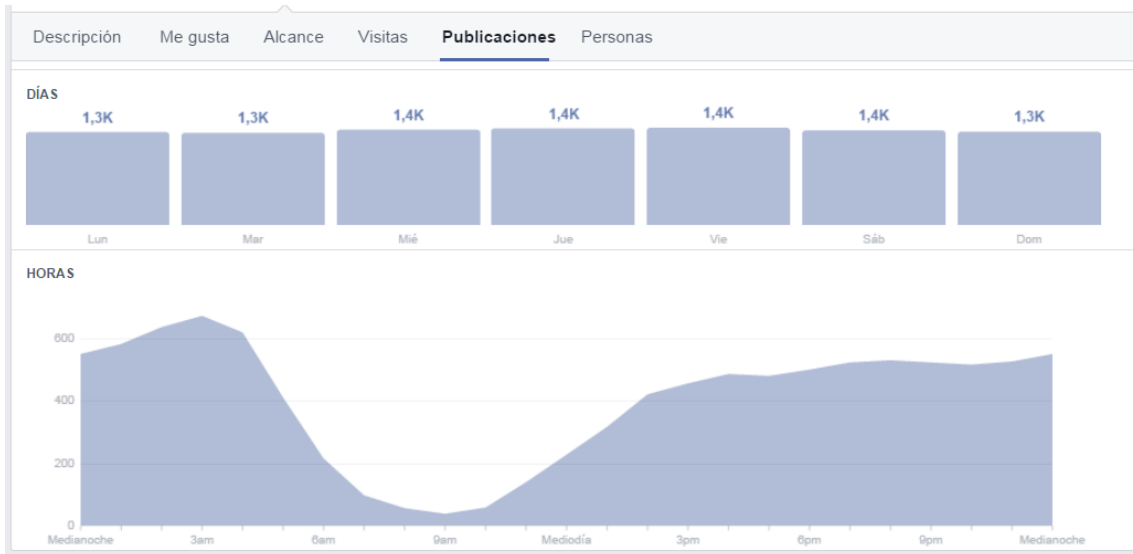 Descripción Me gusta Alcance Visitas Publicaciones Personas
DÍAS
1,3K 1,3K 1,4K 1,4K 1,4K 1,4K 1,3K
Lun Mar Mié Jue Vie Sáb Dom
HORAS
600
400
200
0
Medianoche 3am 6am 9am Mediodía 3pm 6pm 9pm Medianoche